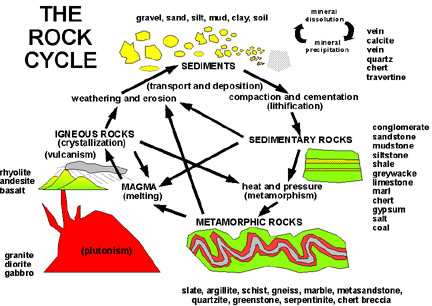 THE
ROCK
CYCLE
gravel, sand, silt, mud, clay, soil
mineral
dissolution
mineral
precipitation
vein
calcite
vein
quartz
chert
travertine
SEDIMENTS
(transport and deposition)
weathering and erosion
compaction and cementation
(lithification)
IGNEOUS ROCKS
(crystallization)
(vulcanism)
SEDIMENTARY ROCKS
conglomerate
sandstone
mudstone
siltstone
shale
greywacke
limestone
marl
chert
gypsum
salt
coal
rhyolite
andesite
basalt
MAGMA
(melting)
heat and pressure
(metamorphism)
METAMORPHIC ROCKS
(plutonism)
granite
diorite
gabbro
slate, argillite, schist, gneiss, marble, metasandstone,
quartzite, greenstone, serpentinite, chert breccia